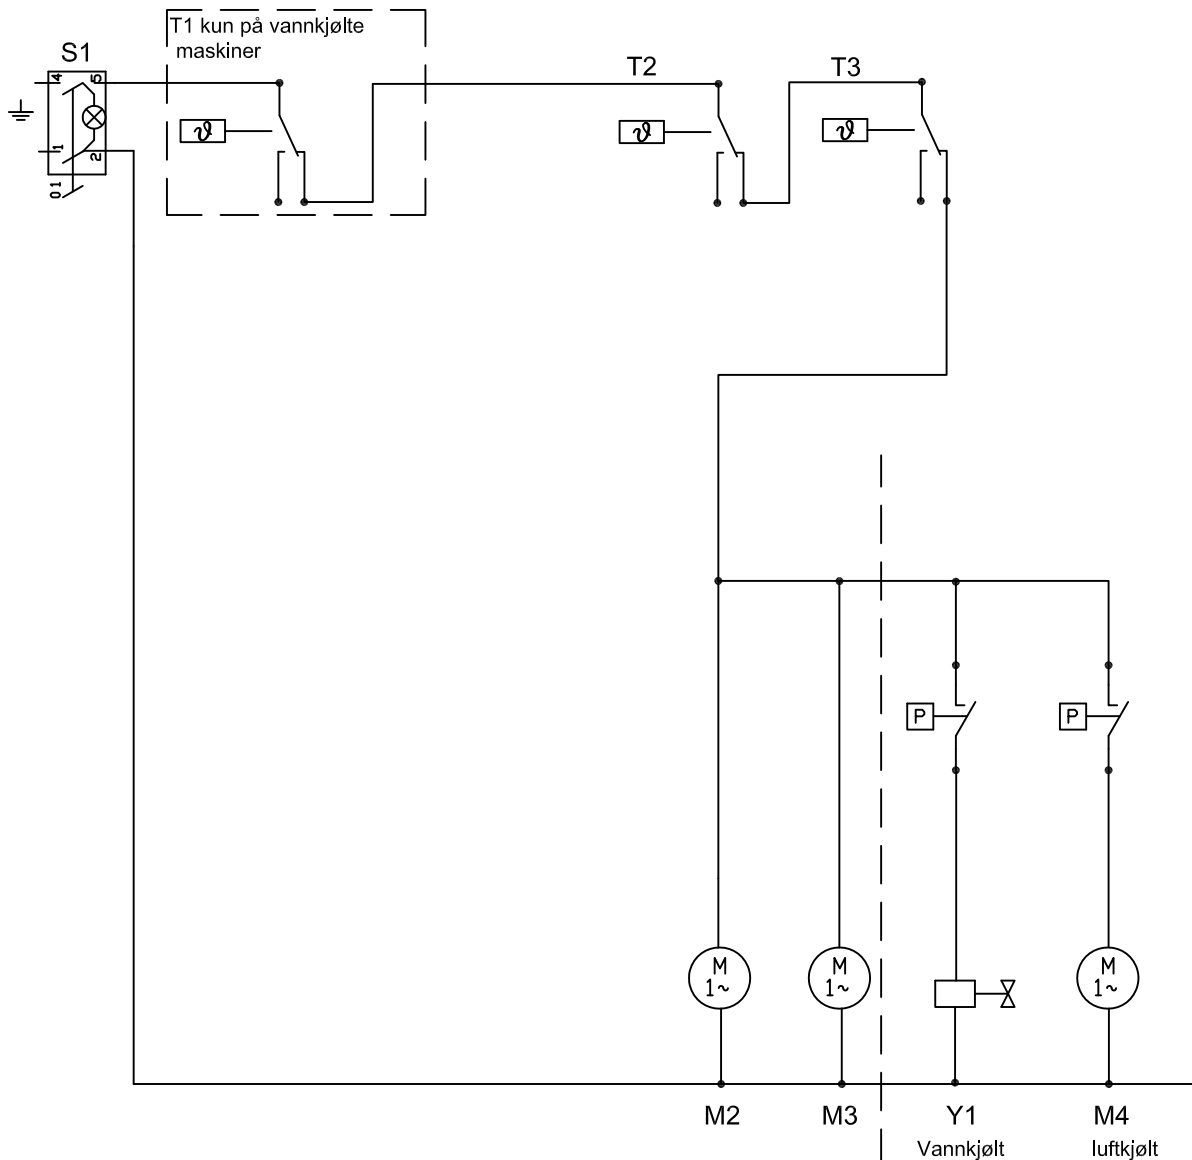 T1 kun på vannkjølte
maskiner
S1
T2
T3
4
5
1
2
0 1
ϑ
ϑ
ϑ
P
P
M
1~
M
1~
M
1~
M2
M3
Y1
M4
Vannkjølt
luftkjølt